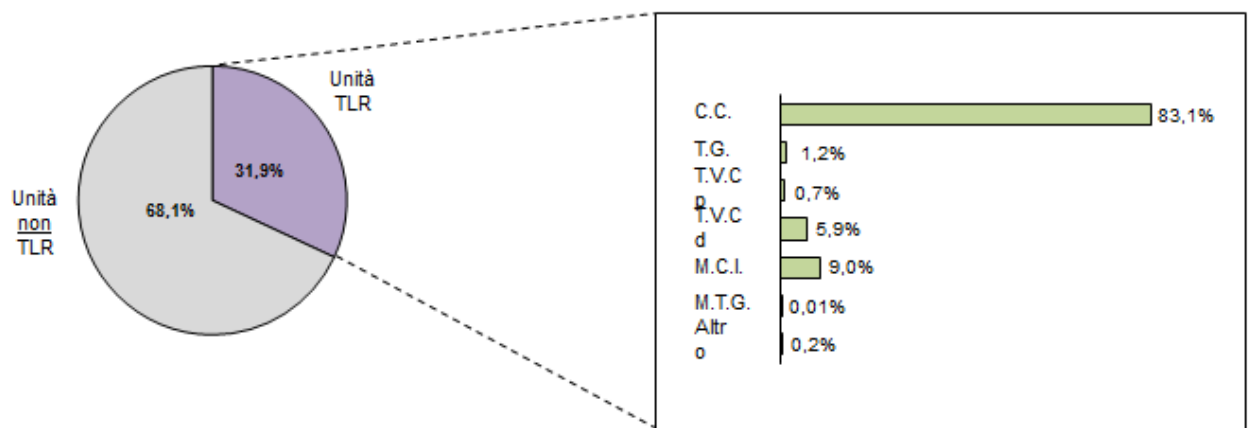 Unità
TLR
31,9%
68,1%
Unità
non
TLR
C.C.
83,1%
T.G.
1,2%
T.V.C
p
0,7%
T.V.C
d
5,9%
M.C.I.
9,0%
M.T.G.
0,01%
Altr
o
0,2%